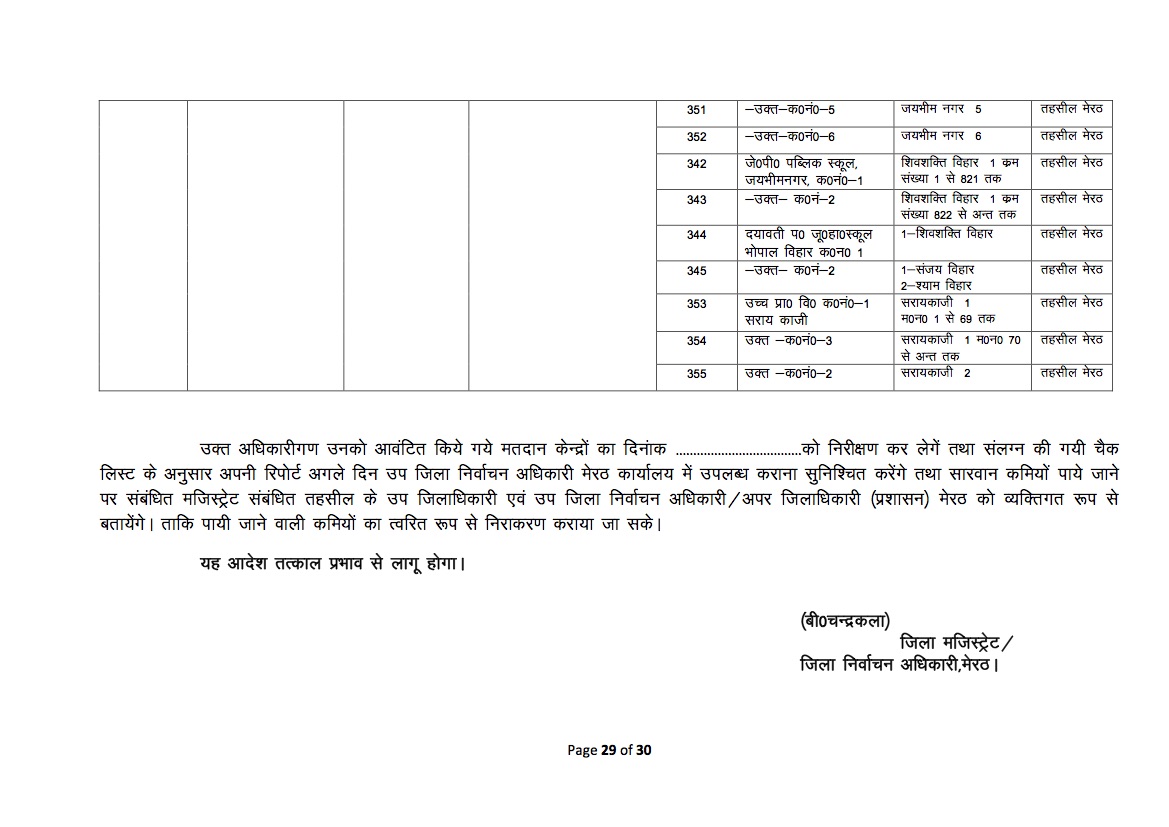 351 –उक्त–क0नं0–5 जयभीम नगर 5 तहसील मेरठ
352 –उक्त–क0नं0–6 जयभीम नगर 6 तहसील मेरठ
342 जे0पी0 पब्लिक स्कूल, शिवशक्ति विहार 1 क्रम तहसील मेरठ
जयभीमनगर, क0नं0–1 संख्या 1 से 821 तक
343 –उक्त– क0नं–2 शिवशक्ति विहार 1 क्रम तहसील मेरठ
संख्या 822 से अन्त तक
344 दयावती प0 जू0हा0स्कूल 1–शिवशक्ति विहार तहसील मेरठ
भोपाल विहार क0न0 1
345 –उक्त– क0नं–2 1–संजय विहार तहसील मेरठ
2–श्याम विहार
353 उच्च प्रा0 वि0 क0नं0–1 सरायकाजी 1 तहसील मेरठ
सराय काजी म0न0 1 से 69 तक
354 उक्त –क0नं0–3 सरायकाजी 1 म0न0 70 तहसील मेरठ
से अन्त तक
355 उक्त –क0नं0–2 सरायकाजी 2 तहसील मेरठ
उक्त अधिकारीगण उनको आवंटित किये गये मतदान केन्द्रों का दिनांक ....................................को निरीक्षण कर लेगें तथा संलग्न की गयी चैक
लिस्ट के अनुसार अपनी रिपोर्ट अगले दिन उप जिला निर्वाचन अधिकारी मेरठ कार्यालय में उपलब्ध कराना सुनिश्चित करेंगे तथा सारवान कमियों पाये जाने
पर संबंधित मजिस्ट्रेट संबंधित तहसील के उप जिलाधिकारी एवं उप जिला निर्वाचन अधिकारी/अपर जिलाधिकारी (प्रशासन) मेरठ को व्यक्तिगत रूप से
बतायेंगे। ताकि पायी जाने वाली कमियों का त्वरित रूप से निराकरण कराया जा सके।
यह आदेश तत्काल प्रभाव से लागू होगा।
(बी0चन्द्रकला)
जिला मजिस्ट्रेट/
जिला निर्वाचन अधिकारी,मेरठ।
Page 29 of 30